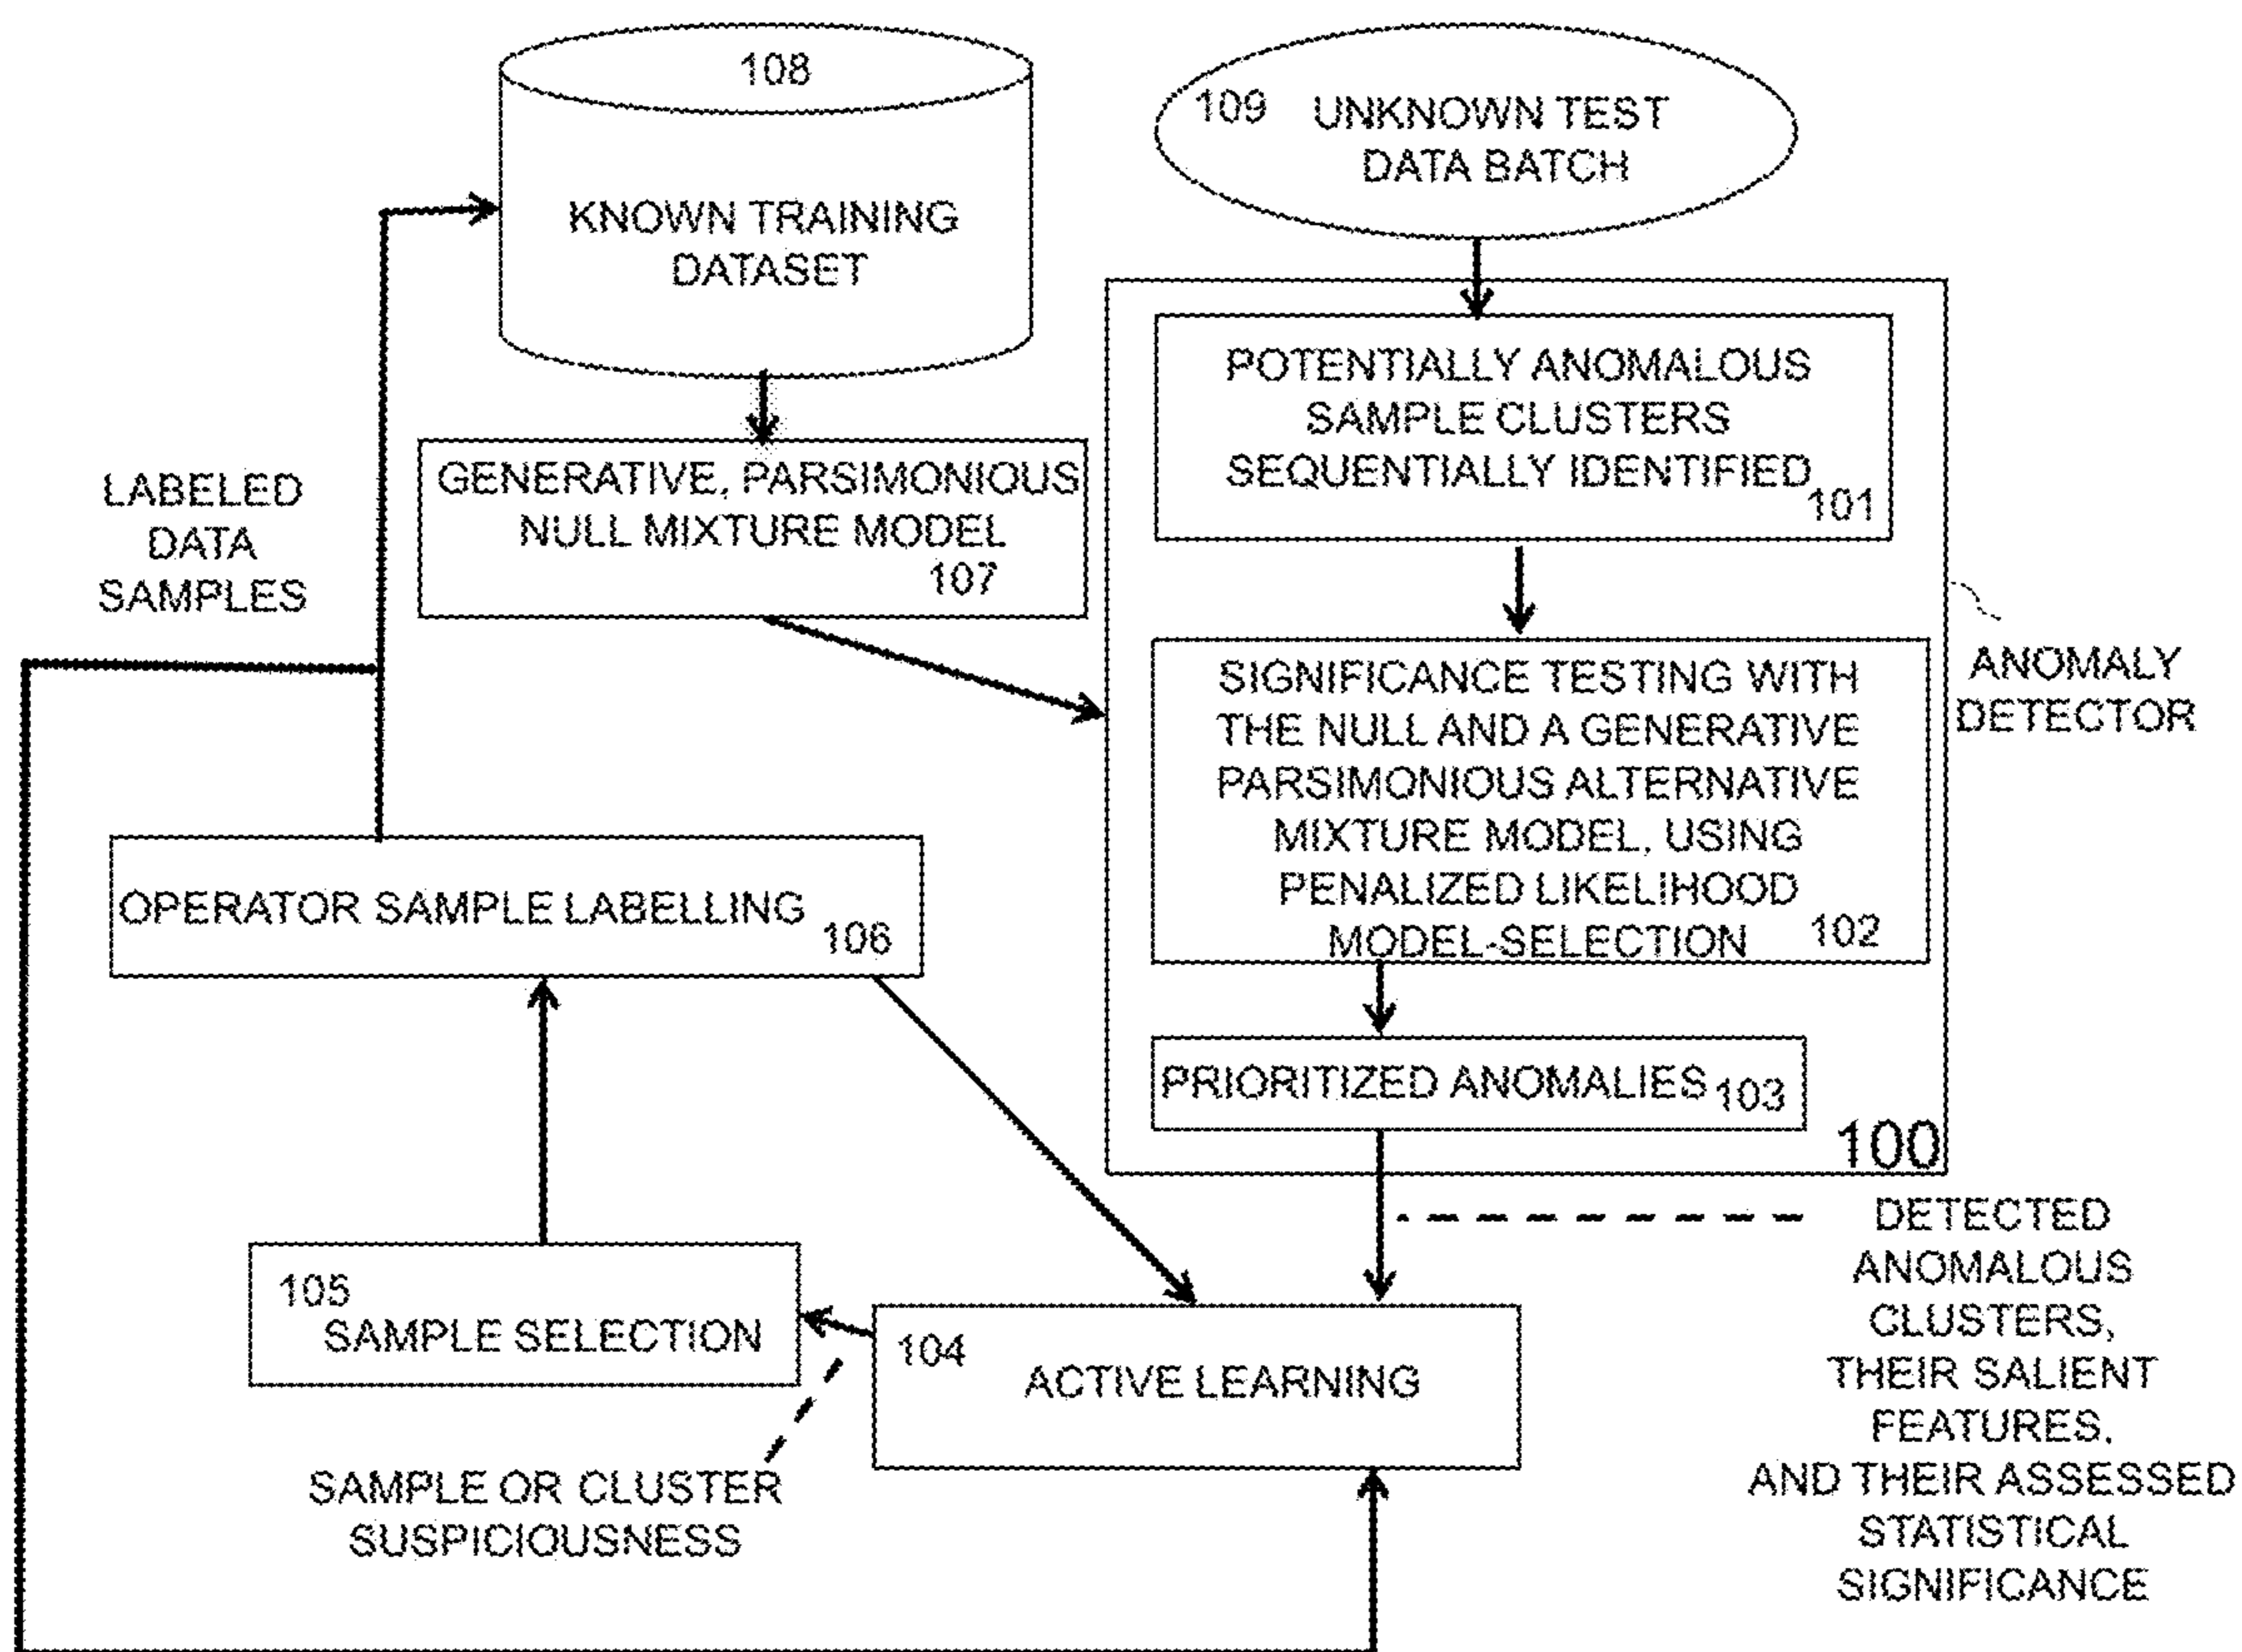 108
KNOWN TRAINING
DATASET
109
UNKNOWN TEST
DATA BATCH
POTENTIALLY ANOMALOUS
SAMPLE CLUSTERS
SEQUENTIALLY IDENTIFIED
101
GENERATIVE, PARSIMONIOUS
NULL MIXTURE MODEL
107
LABELED
DATA
SAMPLES
SIGNIFICANCE TESTING WITH
THE NULL AND A GENERATIVE
PARSIMONIOUS ALTERNATIVE
MIXTURE MODEL, USING
PENALIZED LIKELIHOOD
MODEL-SELECTION
102
ANOMALY
DETECTOR
OPERATOR SAMPLE LABELLING
106
PRIORITIZED ANOMALIES
103
100
DETECTED
ANOMALOUS
CLUSTERS,
THEIR SALIENT
FEATURES,
AND THEIR ASSESSED
STATISTICAL
SIGNIFICANCE
105
SAMPLE SELECTION
104
ACTIVE LEARNING
SAMPLE OR CLUSTER
SUSPICIOUSNESS